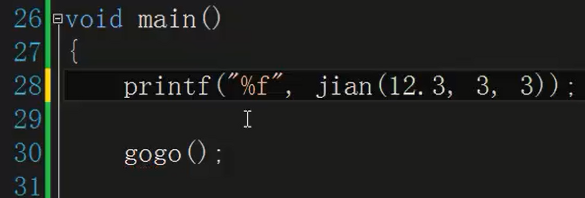 26 void main()
27 {
28 printf("%f", jian(12.3, 3, 3));
29
30 gogo();
31